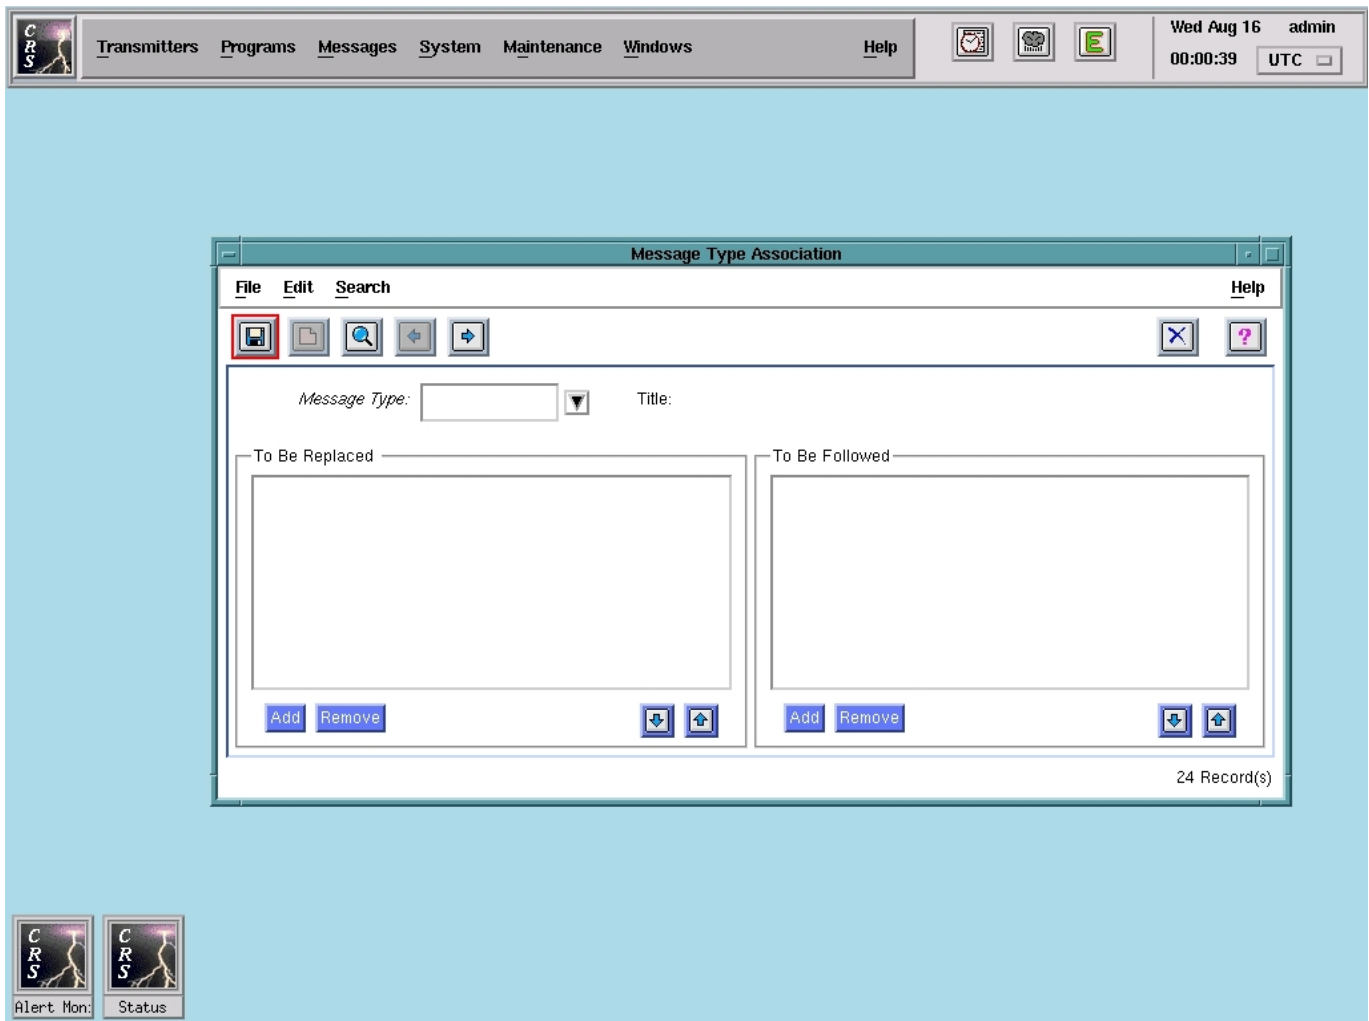 CRS
Transmitters Programs Messages System Maintenance Windows Help
E
Wed Aug 16 admin
00:00:39 UTC
Message Type Association
File Edit Search Help
?
Message Type: Title:
To Be Replaced To Be Followed
Add Remove Add Remove
24 Record(s)
CRS CRS
Alert Mon: Status